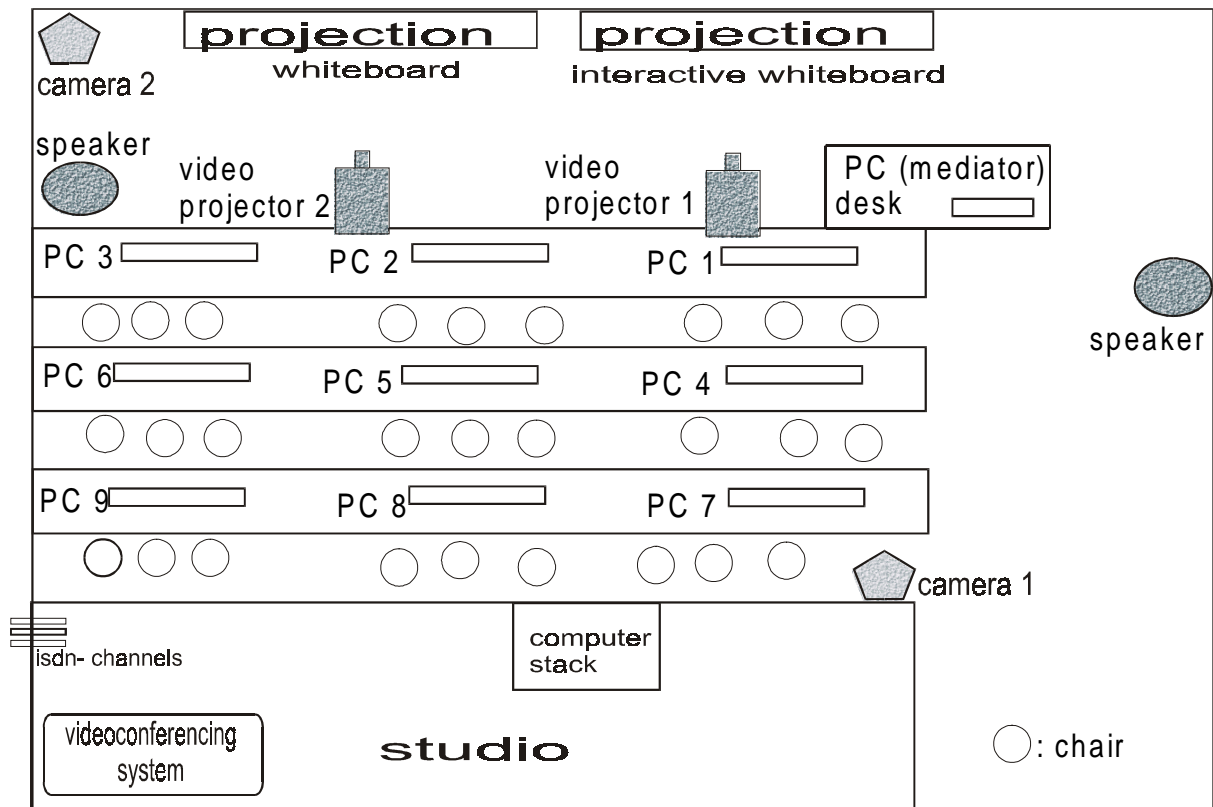 projection
whiteboard
projection
interactive whiteboard
camera 2
speaker
video
projector 2
video
projector 1
PC (mediator)
desk
PC 3
PC 2
PC 1
speaker
PC 6
PC 5
PC 4
PC 9
PC 8
PC 7
camera 1
isdn- channels
computer
stack
videoconferencing
system
studio
: chair